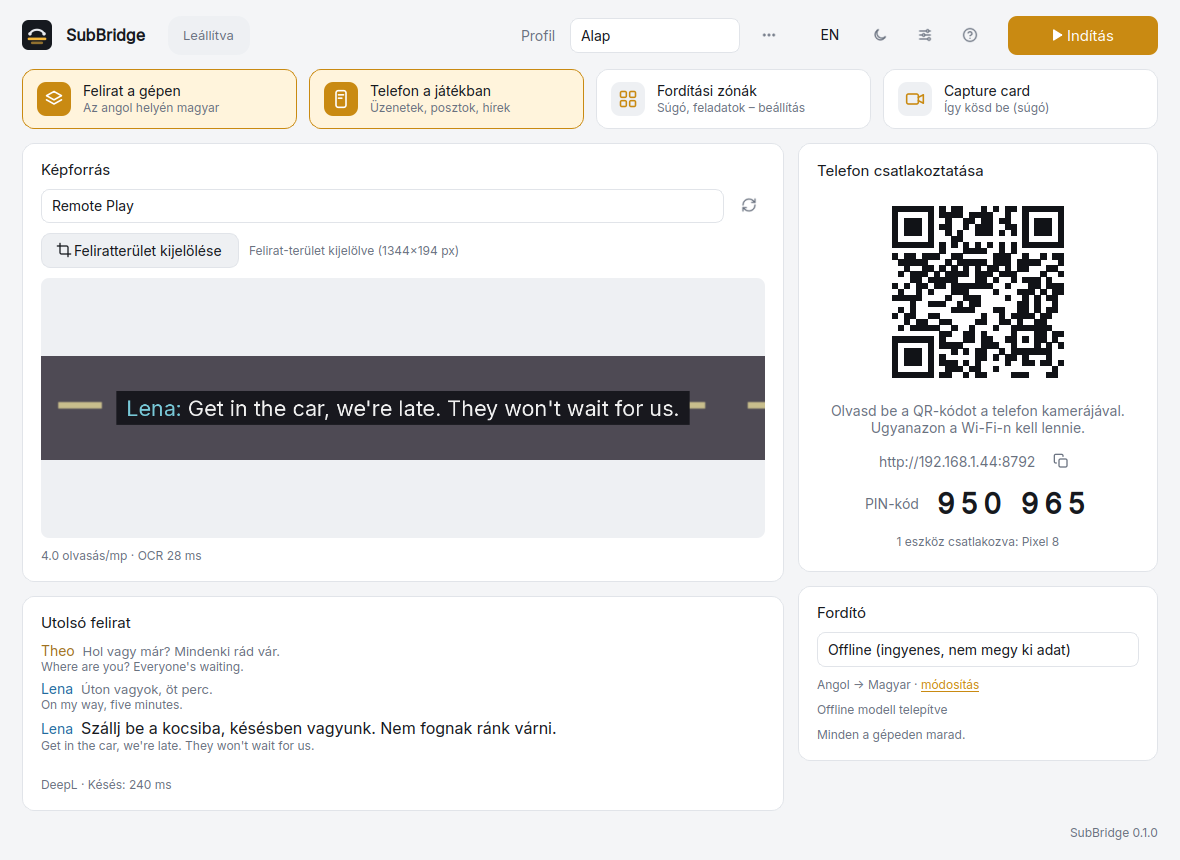 SubBridge
Leállítva
Profil
Alap
EN
Indítás
Felirat a gépen
Az angol helyén magyar
Telefon a játékban
Üzenetek, posztok, hírek
Fordítási zónák
Súgó, feladatok – beállítás
Capture card
Így kösd be (súgó)
Képforrás
Remote Play
Feliratterület kijelölése
Felirat-terület kijelölve (1344×194 px)
Lena: Get in the car, we're late. They won't wait for us.
4.0 olvasás/mp · OCR 28 ms
Utolsó felirat
Theo Hol vagy már? Mindenki rád vár.
Where are you? Everyone's waiting.
Lena Úton vagyok, öt perc.
On my way, five minutes.
Lena Szállj be a kocsiba, késésben vagyunk. Nem fognak ránk várni.
Get in the car, we're late. They won't wait for us.
DeepL · Késés: 240 ms
Telefon csatlakoztatása
Olvasd be a QR-kódot a telefon kamerájával.
Ugyanazon a Wi-Fi-n kell lennie.
http://192.168.1.44:8792
PIN-kód 950 965
1 eszköz csatlakozva: Pixel 8
Fordító
Offline (ingyenes, nem megy ki adat)
Angol → Magyar · módosítás
Offline modell telepítve
Minden a gépeden marad.
SubBridge 0.1.0